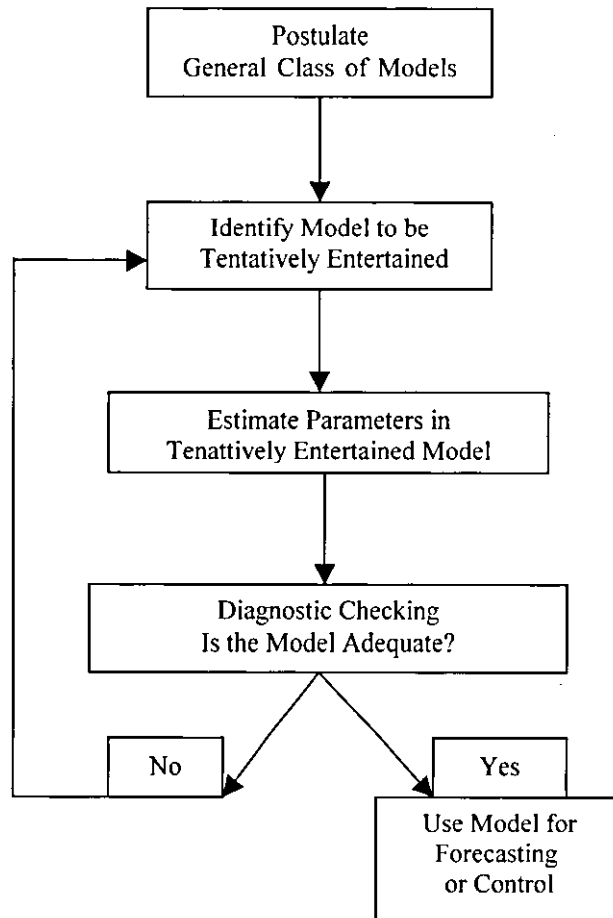 Postulate
General Class of Models
Identify Model to be
Tentatively Entertained
Estimate Parameters in
Tenattively Entertained Model
Diagnostic Checking
Is the Model Adequate?
No
Yes
Use Model for
Forecasting
or Control